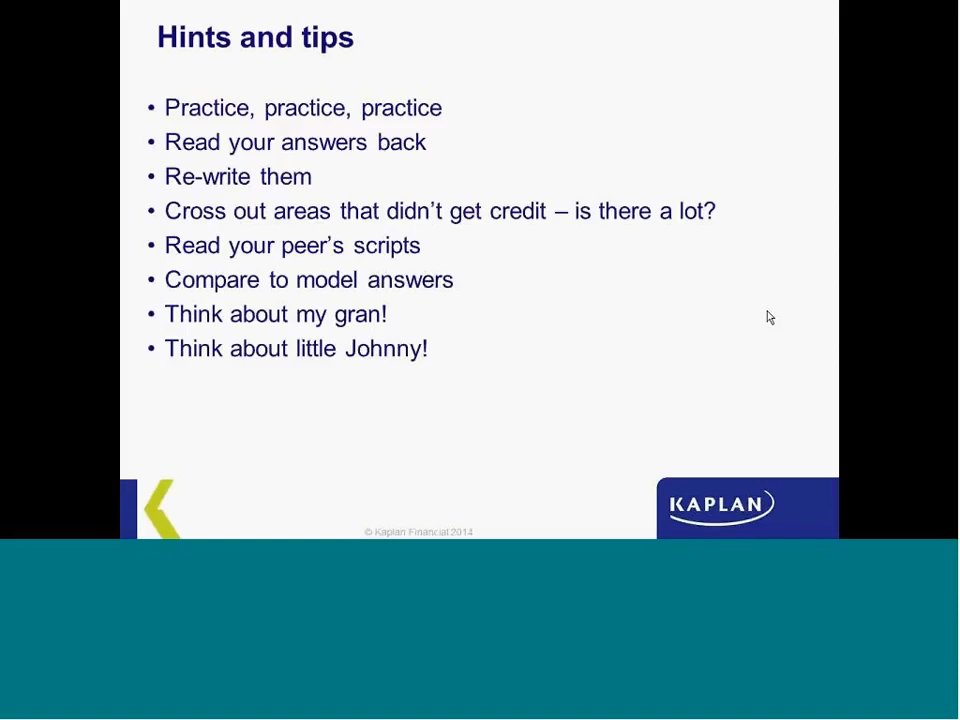 Hints and tips
• Practice, practice, practice
• Read your answers back
• Re-write them
• Cross out areas that didn’t get credit – is there a lot?
• Read your peer’s scripts
• Compare to model answers
• Think about my gran!
• Think about little Johnny!
KAPLAN
© Kaplan Financial 2014